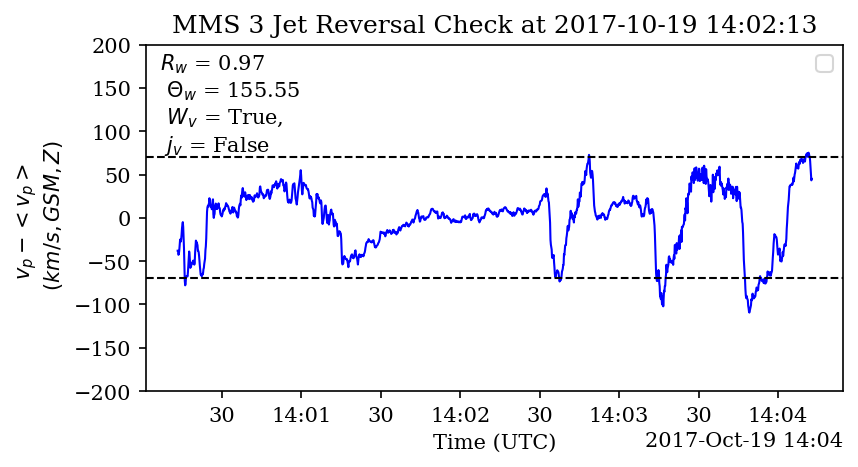 MMS 3 Jet Reversal Check at 2017-10-19 14:02:13
R_w = 0.97
Θ_w = 155.55
W_v = True,
j_v = False
v_p − < v_p >
(km/s, GSM, Z)
200
150
100
50
0
−50
−100
−150
−200
30 14:01 30 14:02 30 14:03 30 14:04
Time (UTC)
2017-Oct-19 14:04